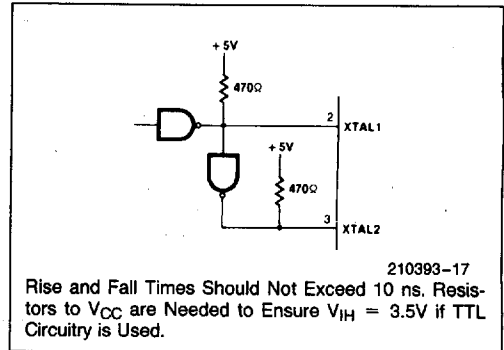 +5V
470Ω
2
XTAL1
+5V
470Ω
3
XTAL2
210393-17
Rise and Fall Times Should Not Exceed 10 ns. Resis-
tors to VCC are Needed to Ensure VIH = 3.5V if TTL
Circuitry is Used.